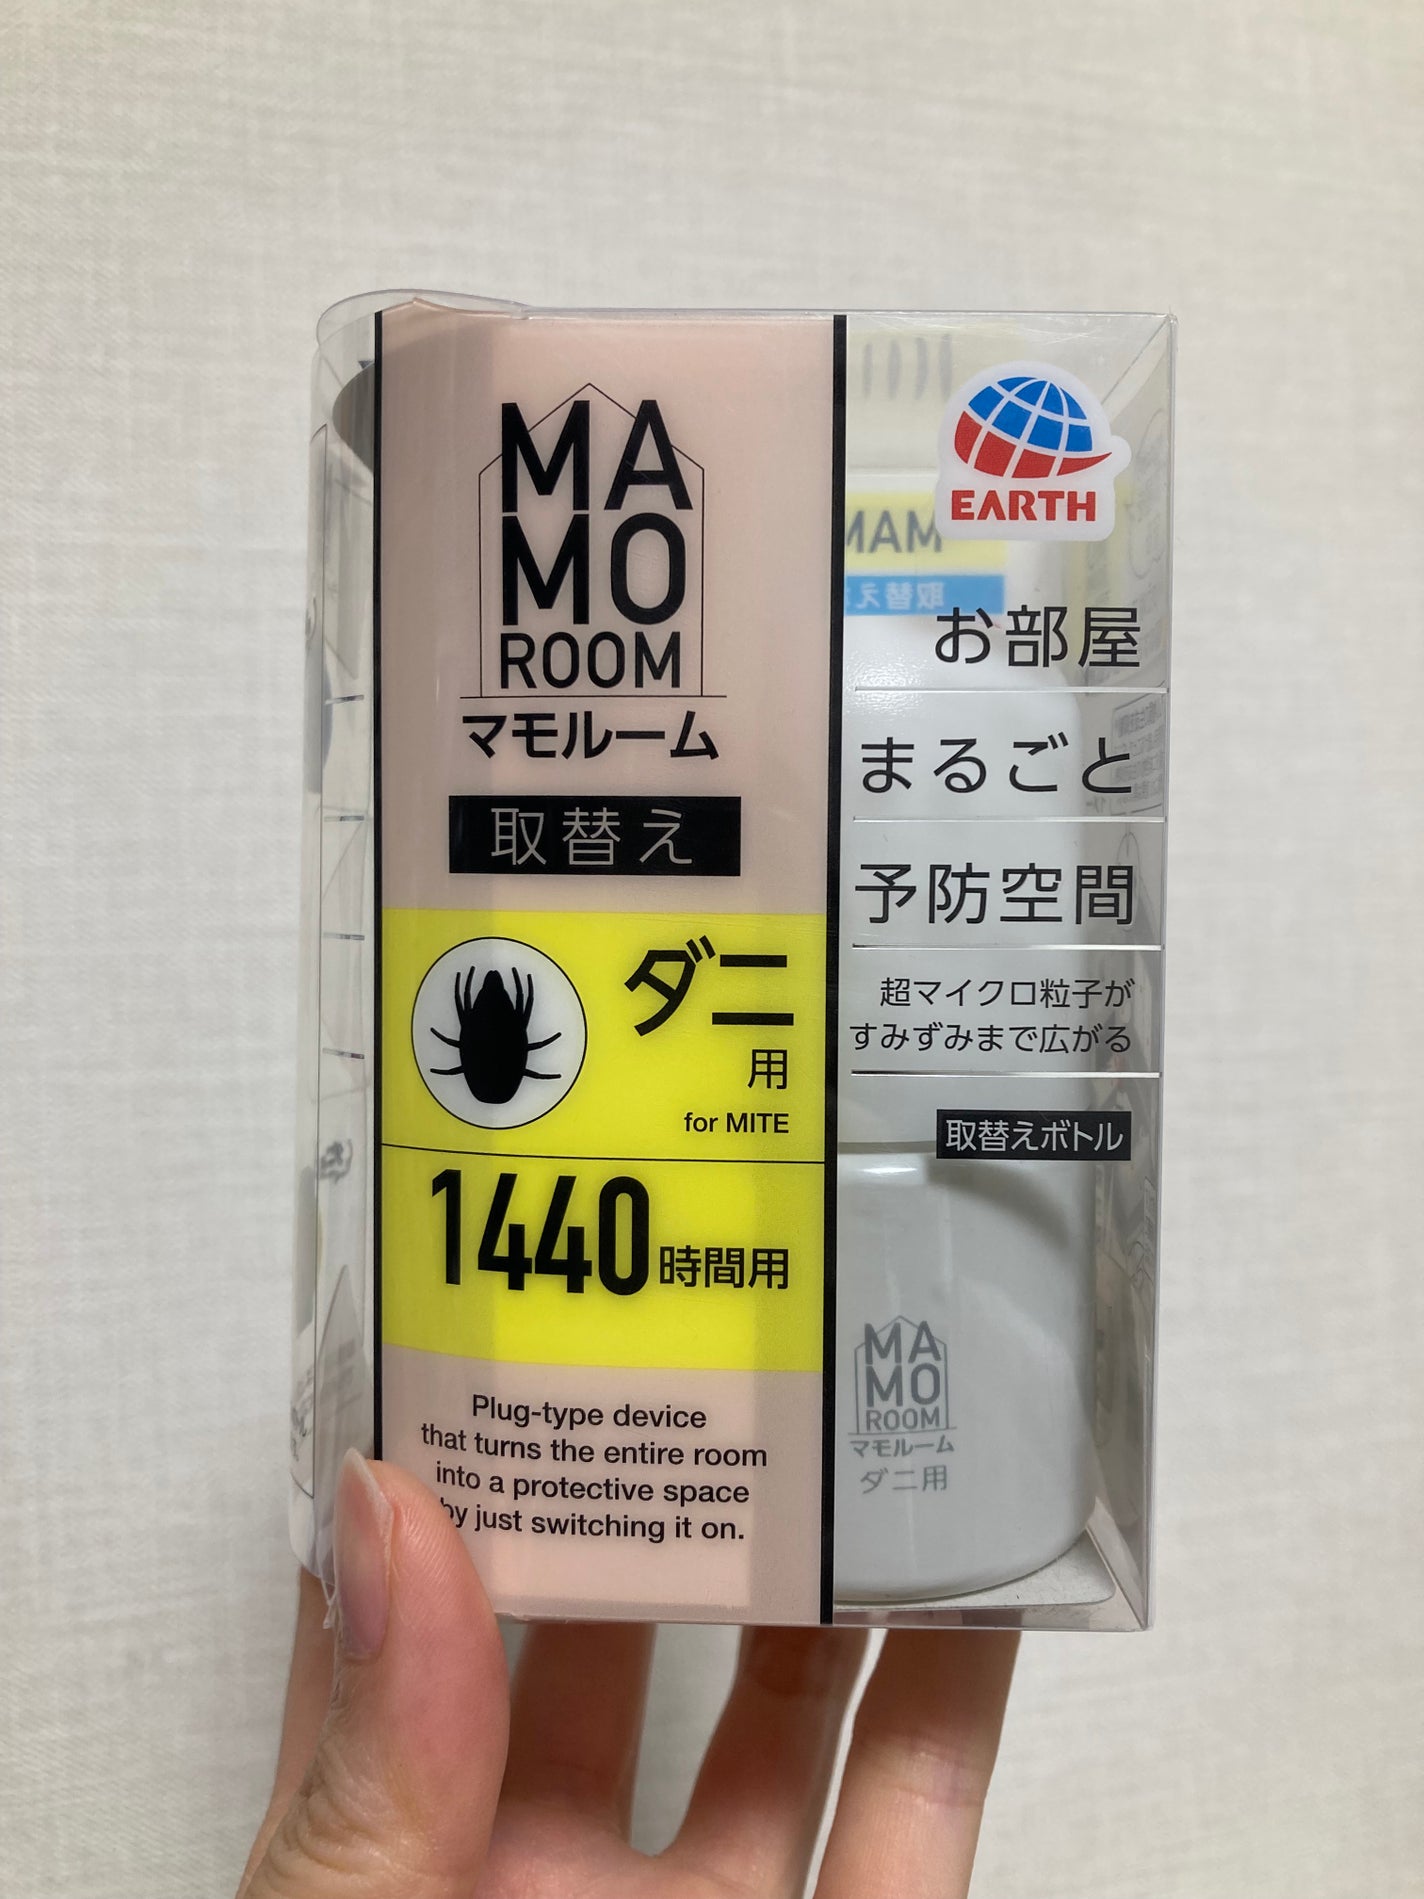 MA
MO
ROOM
マモルーム
取替え
ダニ
用
for MITE
1440時間用
Plug-type device
that turns the entire room
into a protective space
by just switching it on.
EARTH
MAM
取替え
お部屋
まるごと
予防空間
超マイクロ粒子が
すみずみまで広がる
取替えボトル
MA
MO
ROOM
マモルーム
ダニ用